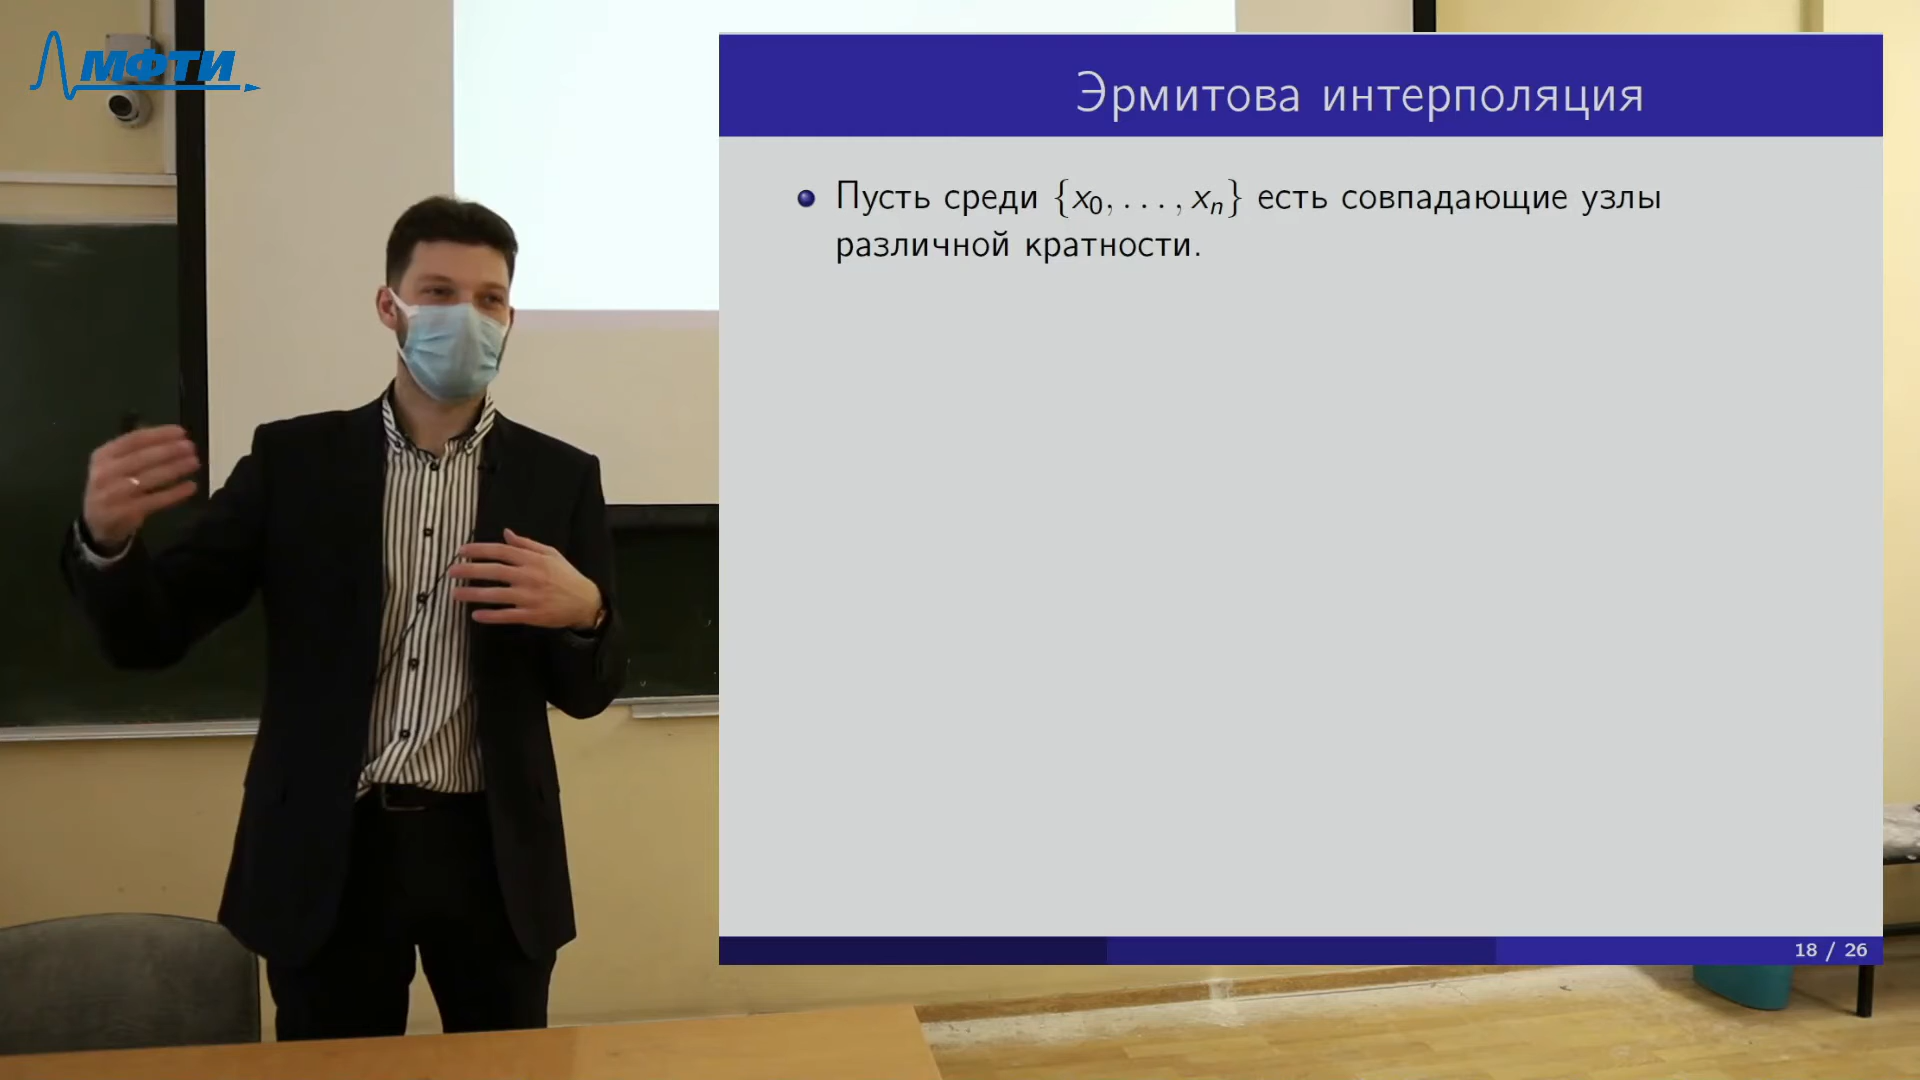 МФТИ
Эрмитова интерполяция
Пусть среди {x₀, . . . , xₙ} есть совпадающие узлы
различной кратности.
18 / 26